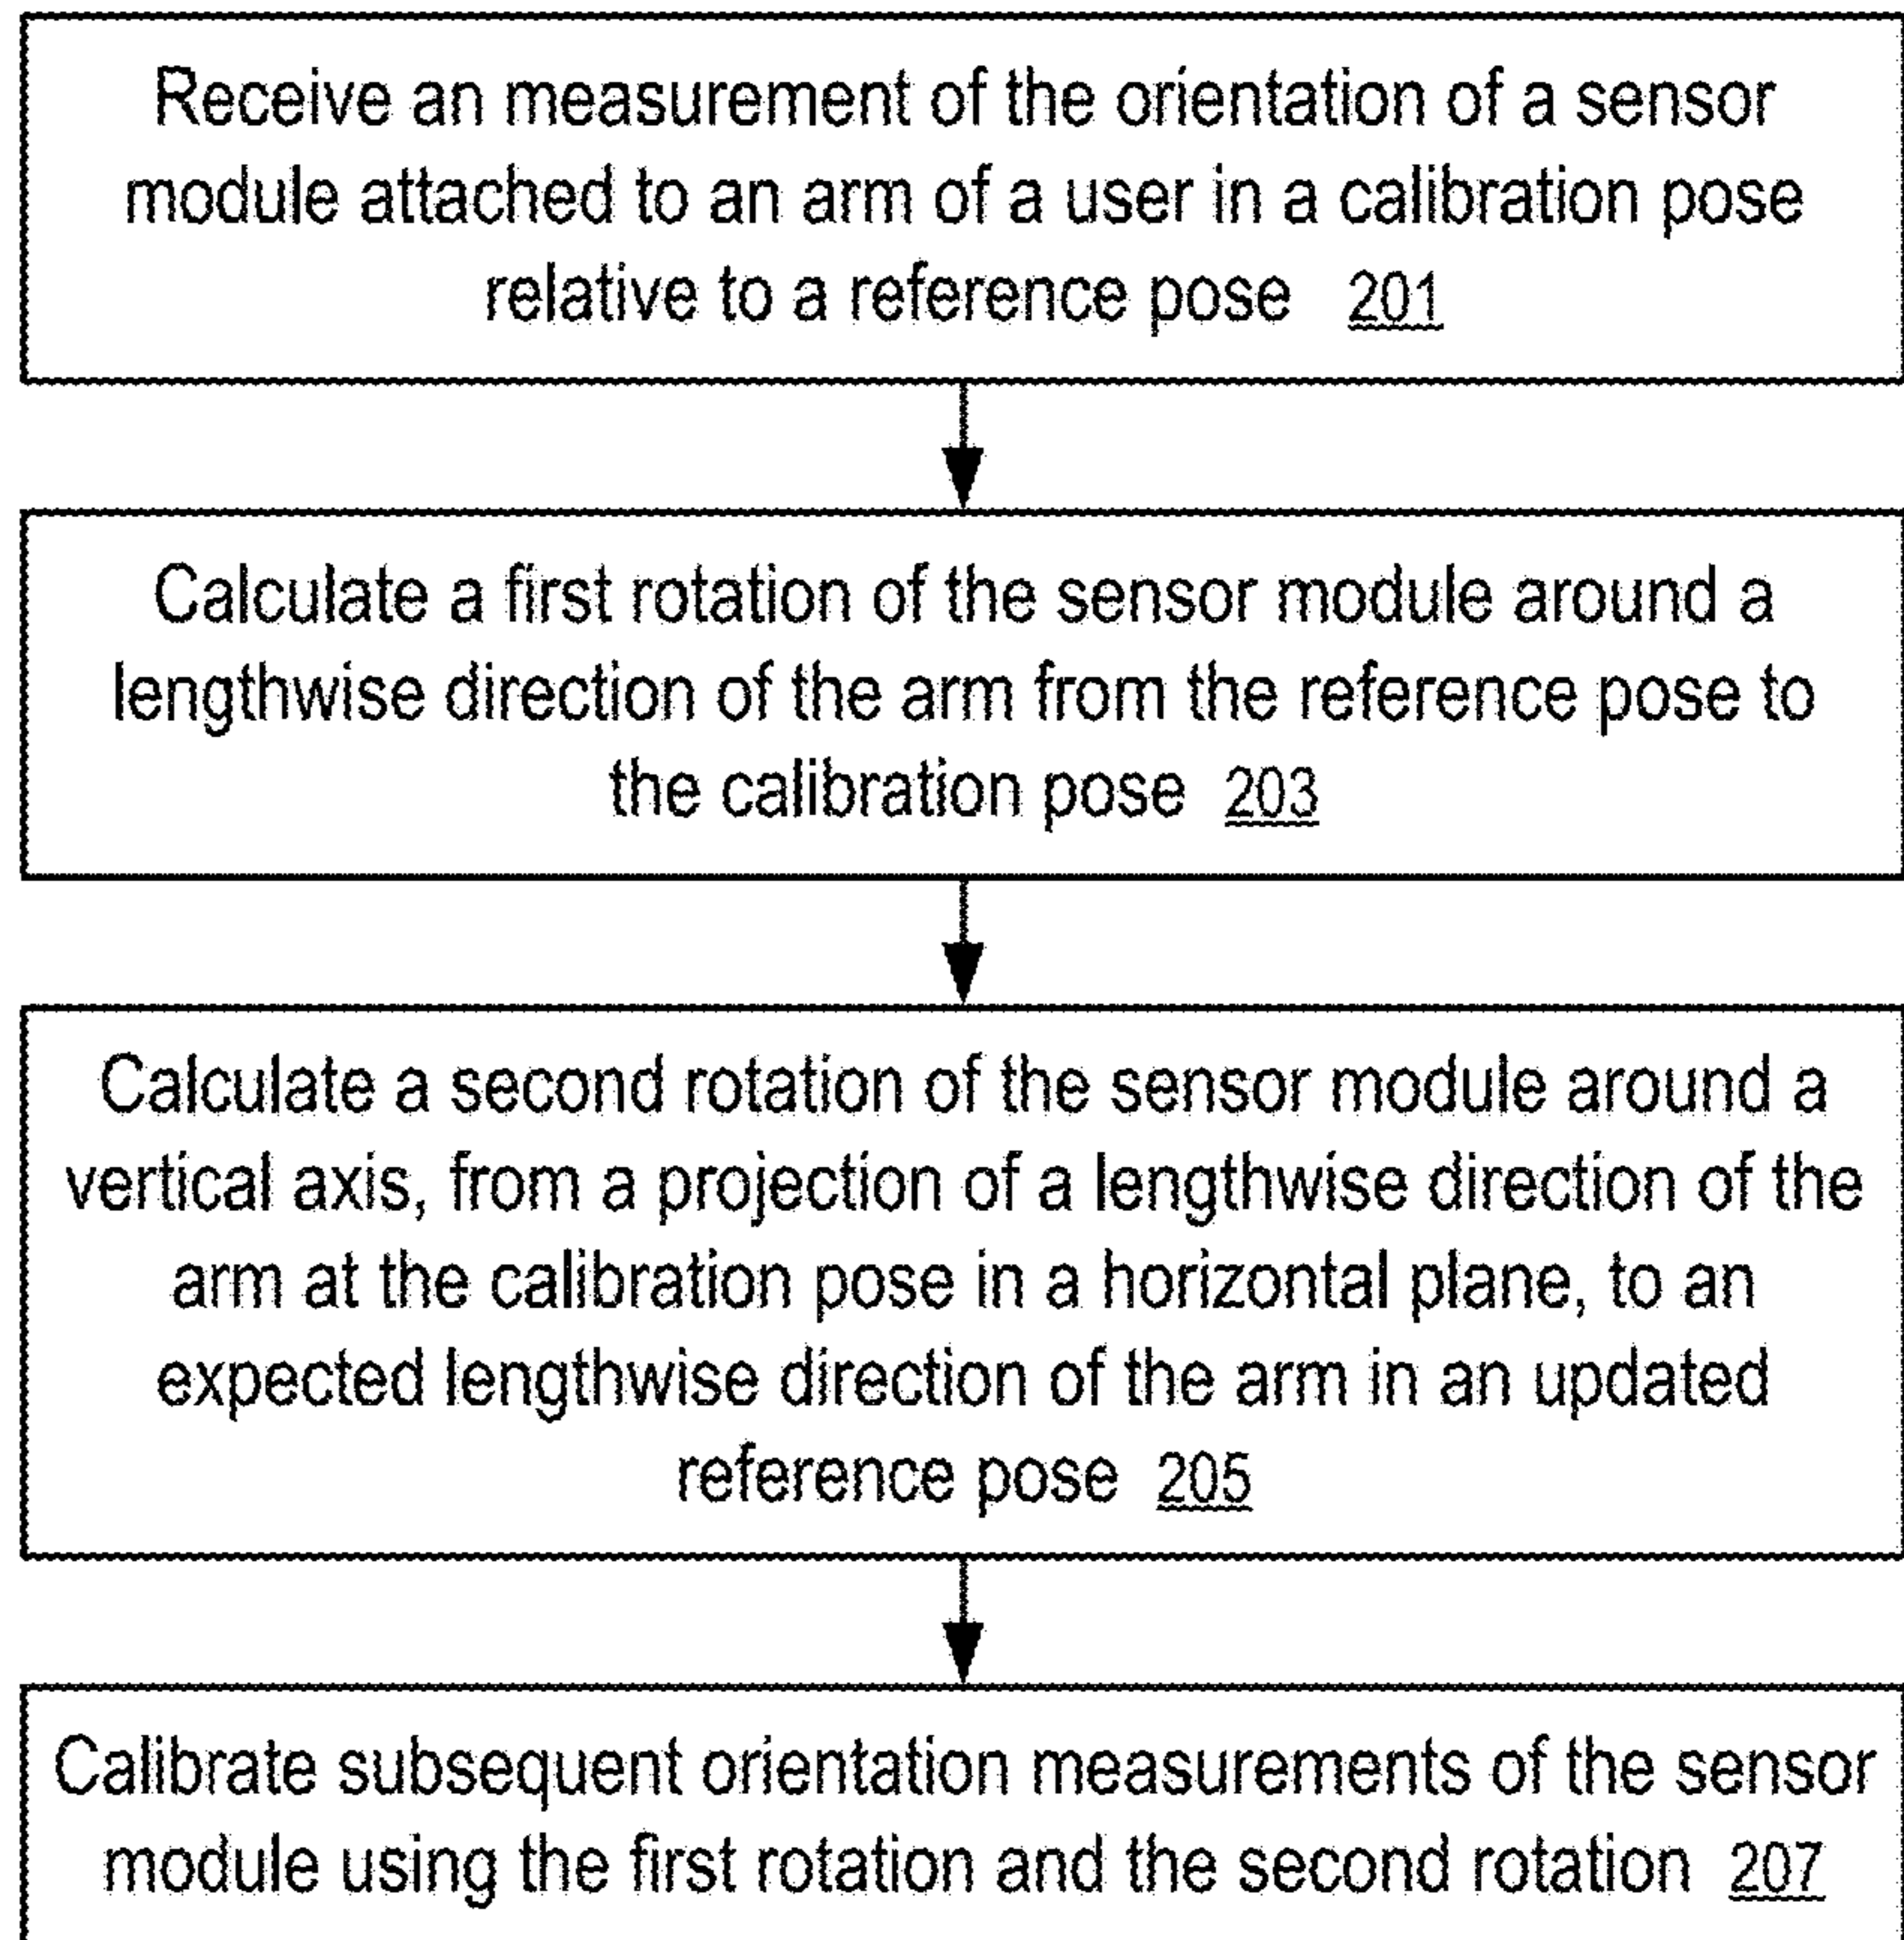 Receive an measurement of the orientation of a sensor
module attached to an arm of a user in a calibration pose
relative to a reference pose 201
Calculate a first rotation of the sensor module around a
lengthwise direction of the arm from the reference pose to
the calibration pose 203
Calculate a second rotation of the sensor module around a
vertical axis, from a projection of a lengthwise direction of the
arm at the calibration pose in a horizontal plane, to an
expected lengthwise direction of the arm in an updated
reference pose 205
Calibrate subsequent orientation measurements of the sensor
module using the first rotation and the second rotation 207